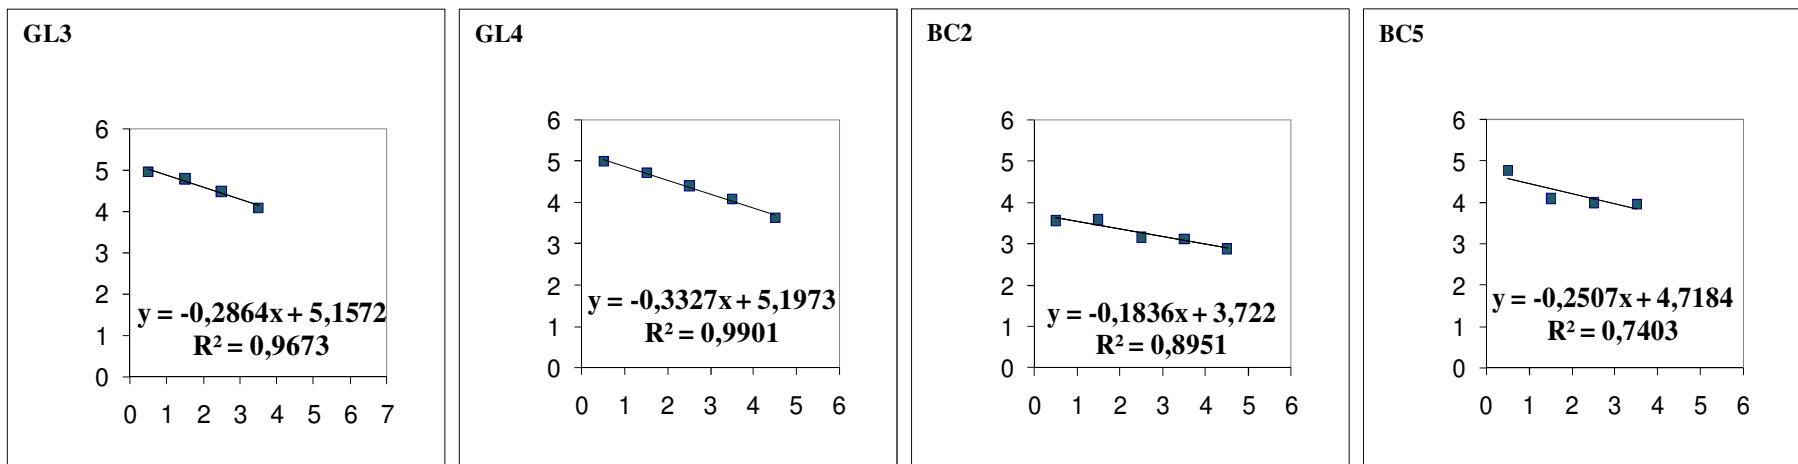 GL3
6
5
4
3
2
1
0
y = -0,2864x + 5,1572
R² = 0,9673
0 1 2 3 4 5 6 7
GL4
6
5
4
3
2
1
0
y = -0,3327x + 5,1973
R² = 0,9901
0 1 2 3 4 5 6
BC2
6
5
4
3
2
1
0
y = -0,1836x + 3,722
R² = 0,8951
0 1 2 3 4 5 6
BC5
6
5
4
3
2
1
0
y = -0,2507x + 4,7184
R² = 0,7403
0 1 2 3 4 5 6